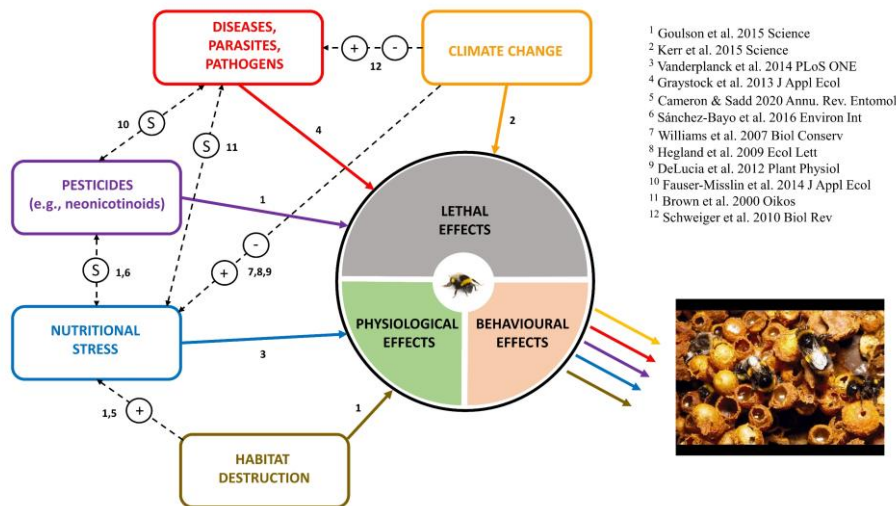 DISEASES,
PARASITES,
PATHOGENS
+
-
12
CLIMATE CHANGE
10
S
S
11
4
2
PESTICIDES
(e.g., neonicotinoids)
1
S
1,6
-
+
7,8,9
LETHAL
EFFECTS
NUTRITIONAL
STRESS
3
PHYSIOLOGICAL
EFFECTS
BEHAVIOURAL
EFFECTS
1,5
+
1
HABITAT
DESTRUCTION
1 Goulson et al. 2015 Science
2 Kerr et al. 2015 Science
3 Vanderplanck et al. 2014 PLoS ONE
4 Graystock et al. 2013 J Appl Ecol
5 Cameron & Sadd 2020 Annu. Rev. Entomol
6 Sánchez-Bayo et al. 2016 Environ Int
7 Williams et al. 2007 Biol Conserv
8 Hegland et al. 2009 Ecol Lett
9 DeLucia et al. 2012 Plant Physiol
10 Fauser-Misslin et al. 2014 J Appl Ecol
11 Brown et al. 2000 Oikos
12 Schweiger et al. 2010 Biol Rev